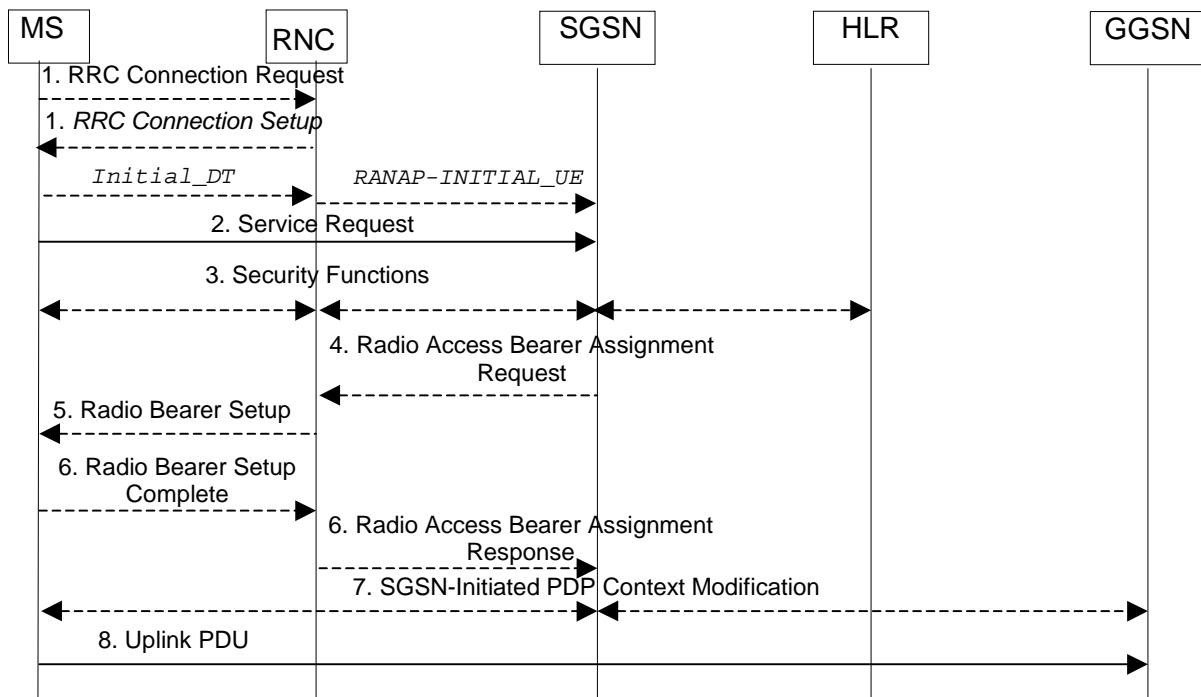 MS
RNC
SGSN
HLR
GGSN
1. RRC Connection Request
1. RRC Connection Setup
Initial_DT
RANAP-INITIAL_UE
2. Service Request
3. Security Functions
4. Radio Access Bearer Assignment
Request
5. Radio Bearer Setup
6. Radio Bearer Setup
Complete
6. Radio Access Bearer Assignment
Response
7. SGSN-Initiated PDP Context Modification
8. Uplink PDU